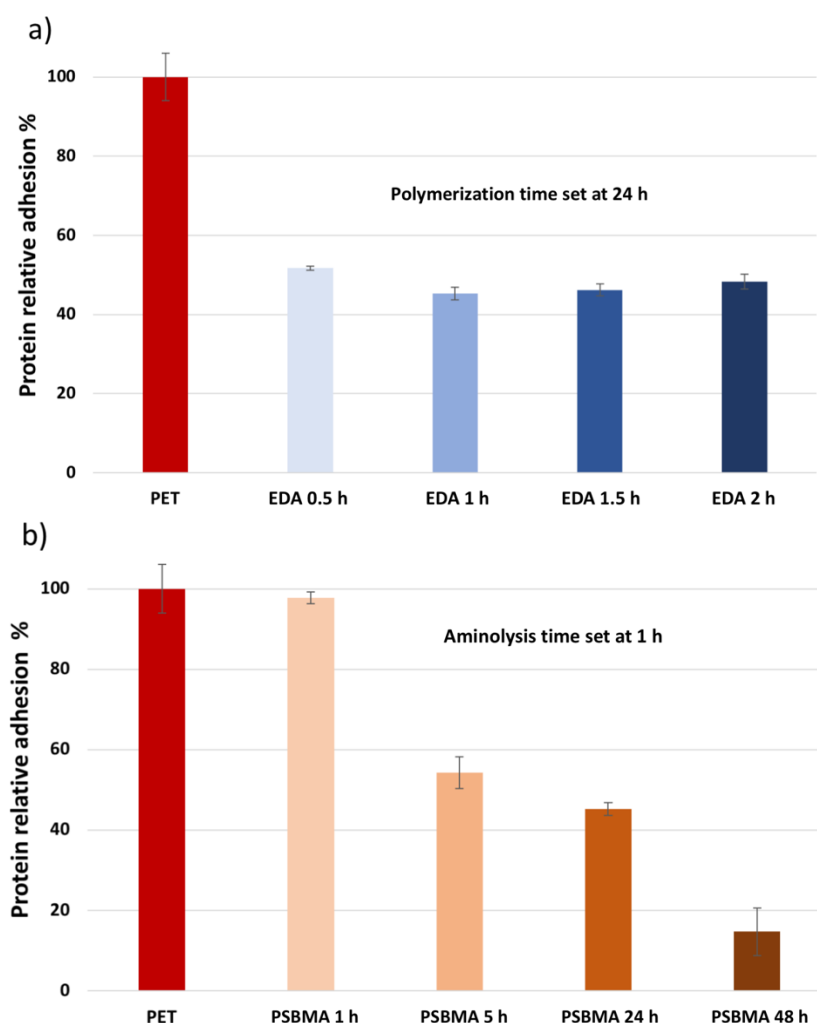 a)
Protein relative adhesion %
100
80
60
40
20
0
Polymerization time set at 24 h
PET
EDA 0.5 h
EDA 1 h
EDA 1.5 h
EDA 2 h
b)
Protein relative adhesion %
100
80
60
40
20
0
Aminolysis time set at 1 h
PET
PSBMA 1 h
PSBMA 5 h
PSBMA 24 h
PSBMA 48 h